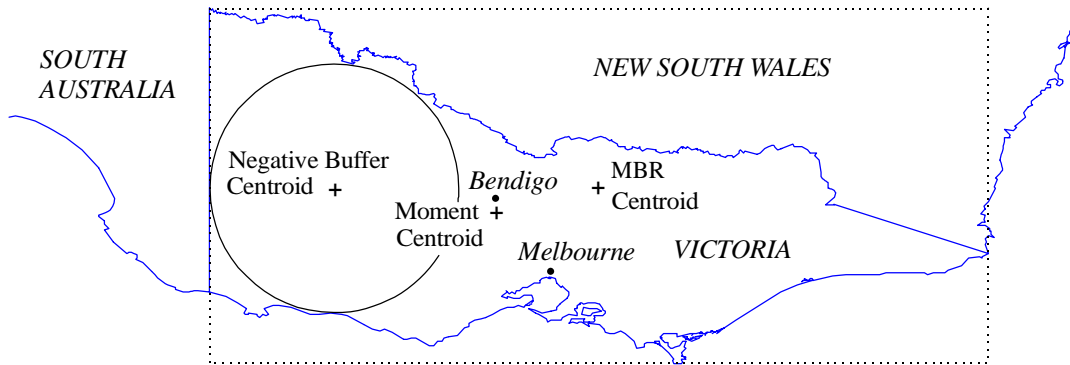 SOUTH
AUSTRALIA
NEW SOUTH WALES
Negative Buffer
Centroid
Bendigo
MBR
Centroid
Moment
Centroid
Melbourne
VICTORIA